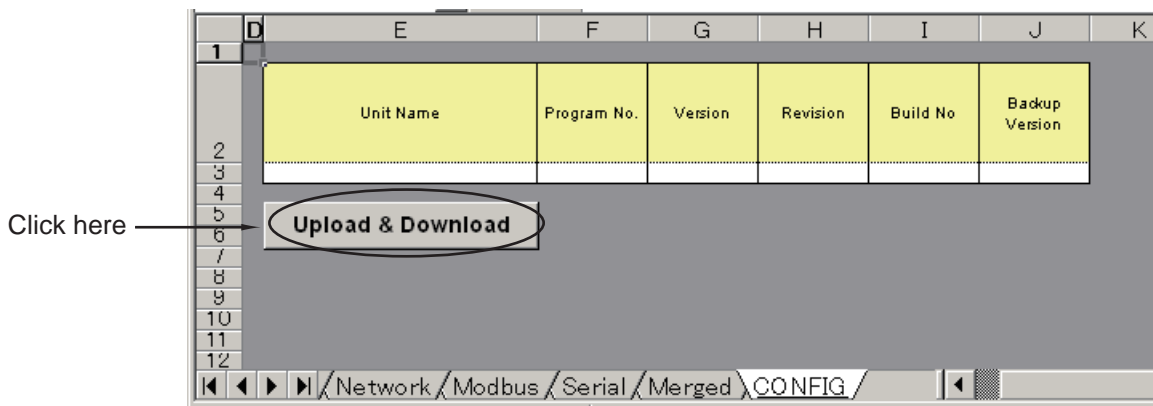 D E F G H I J K
1
Unit Name Program No. Version Revision Build No Backup Version
2
3
4
Click here
5
Upload & Download
6
7
8
9
10
11
12
Network Modbus Serial Merged CONFIG